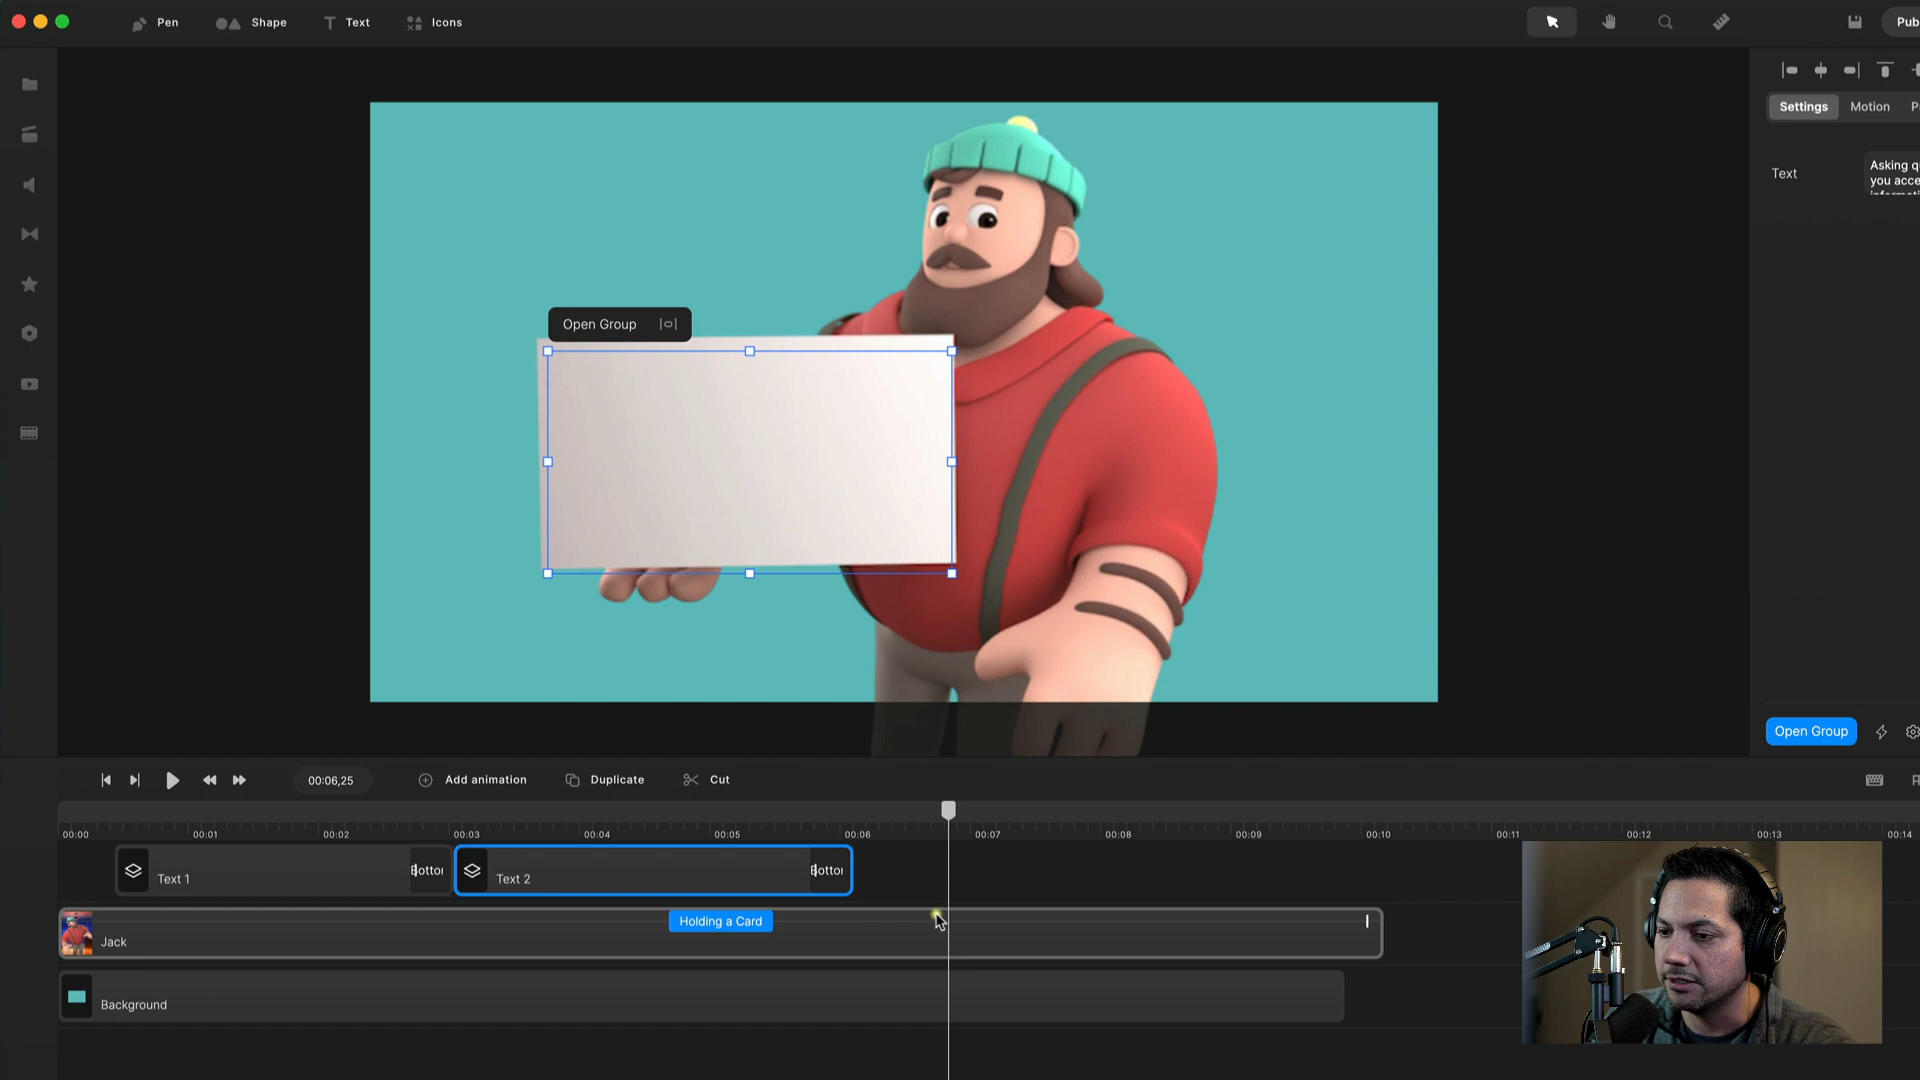 Pen
Shape
Text
Icons
Settings
Motion
Text
Asking
you acce
Open Group
Open Group
00:06,25
Add animation
Duplicate
Cut
00:00
00:01
00:02
00:03
00:04
00:05
00:06
00:07
00:08
00:09
00:10
00:11
00:12
00:13
00:14
Text 1
Text 2
Holding a Card
Jack
Background